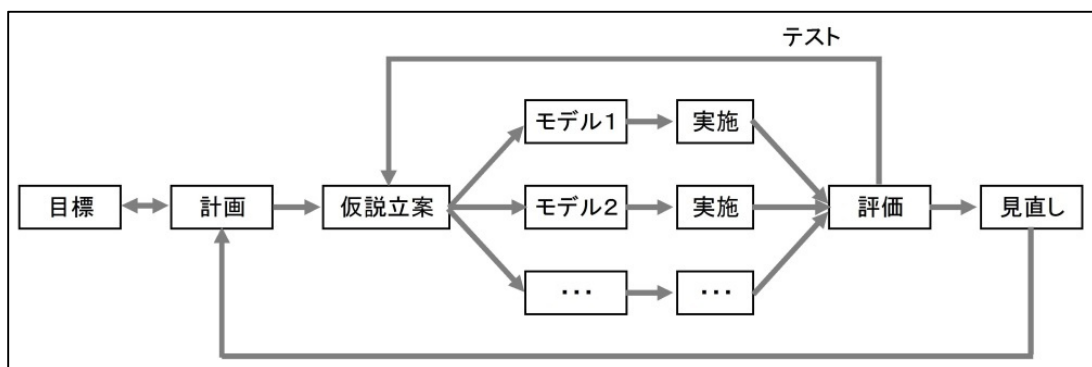 テスト
モデル1
実施
目標
計画
仮説立案
モデル2
実施
評価
見直し
・・・
・・・